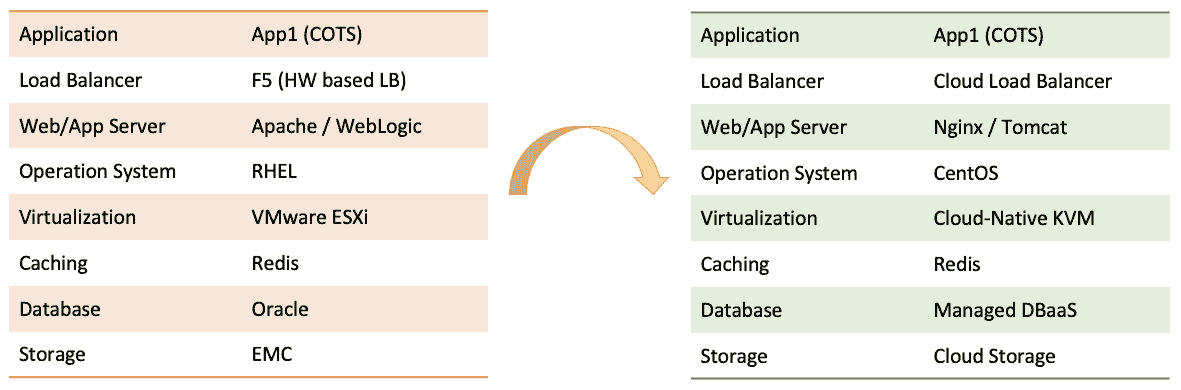 Application App1 (COTS)
Load Balancer F5 (HW based LB)
Web/App Server Apache / WebLogic
Operation System RHEL
Virtualization VMware ESXi
Caching Redis
Database Oracle
Storage EMC
Application App1 (COTS)
Load Balancer Cloud Load Balancer
Web/App Server Nginx / Tomcat
Operation System CentOS
Virtualization Cloud-Native KVM
Caching Redis
Database Managed DBaaS
Storage Cloud Storage